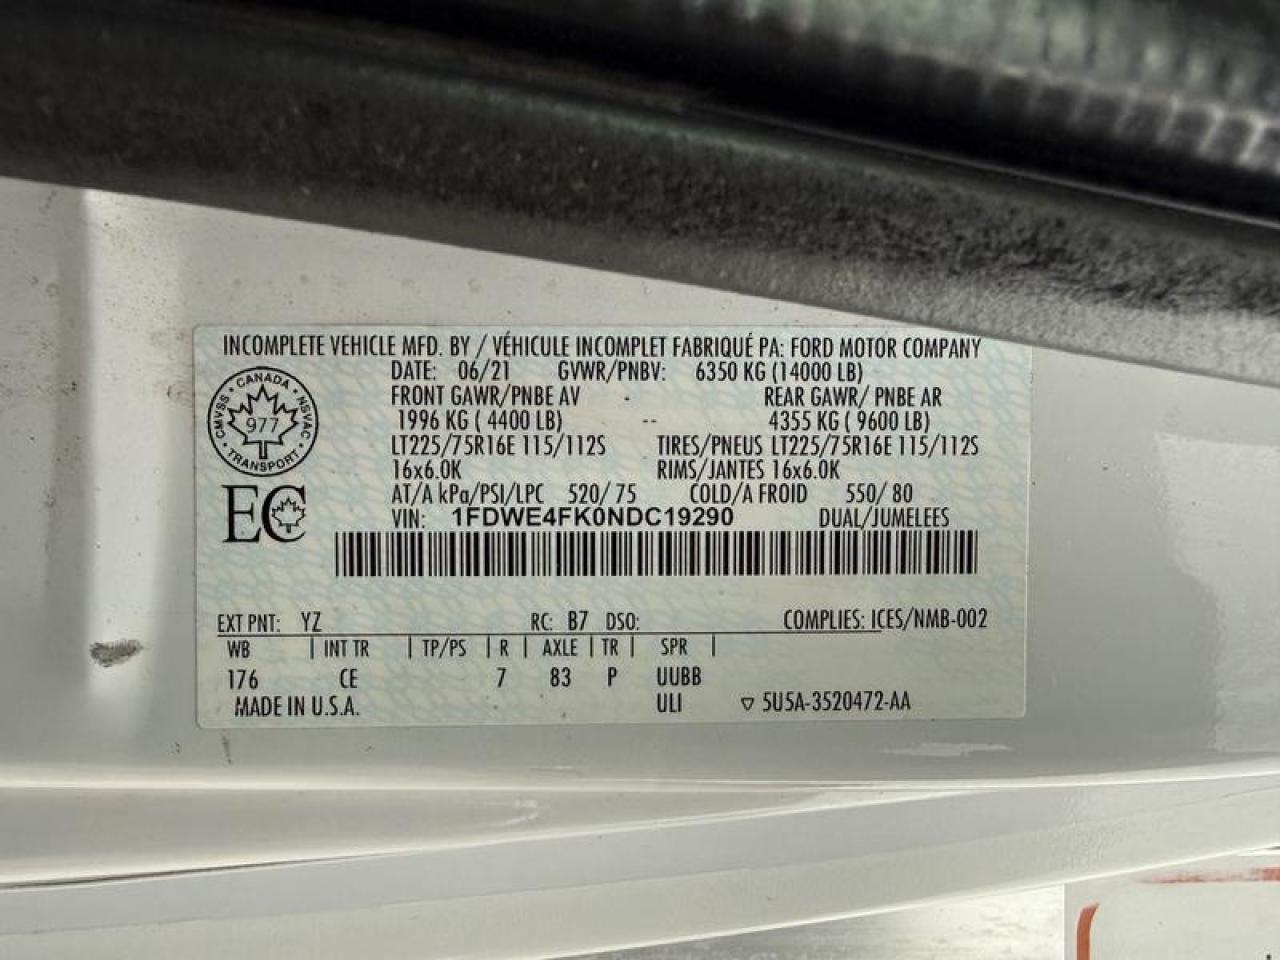 INCOMPLETE VEHICLE MFD. BY / VÉHICULE INCOMPLET FABRIQUÉ PA: FORD MOTOR COMPANY
DATE: 06/21 GVWR/PNBV: 6350 KG (14000 LB)
FRONT GAWR/PNBE AV - REAR GAWR/ PNBE AR
1996 KG ( 4400 LB) -- 4355 KG ( 9600 LB)
LT225/75R16E 115/112S TIRES/PNEUS LT225/75R16E 115/112S
16x6.0K RIMS/JANTES 16x6.0K
AT/A kPa/PSI/LPC 520/ 75 COLD/A FROID 550/ 80
VIN: 1FDWE4FK0NDC19290 DUAL/JUMELEES
CMVSS · CANADA · NSVAC · TRANSPORT ·
977
EC
EXT PNT: YZ RC: B7 DSO: COMPLIES: ICES/NMB-002
WB | INT TR | TP/PS | R | AXLE | TR | SPR |
176 CE 7 83 P UUBB
MADE IN U.S.A. ULI ▽ 5U5A-3520472-AA